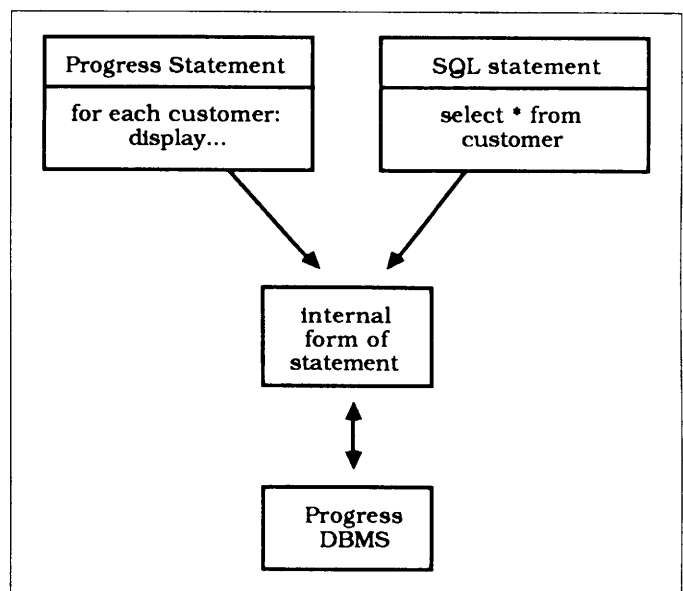 Progress Statement
for each customer:
display...
SQL statement
select * from
customer
internal
form of
statement
Progress
DBMS